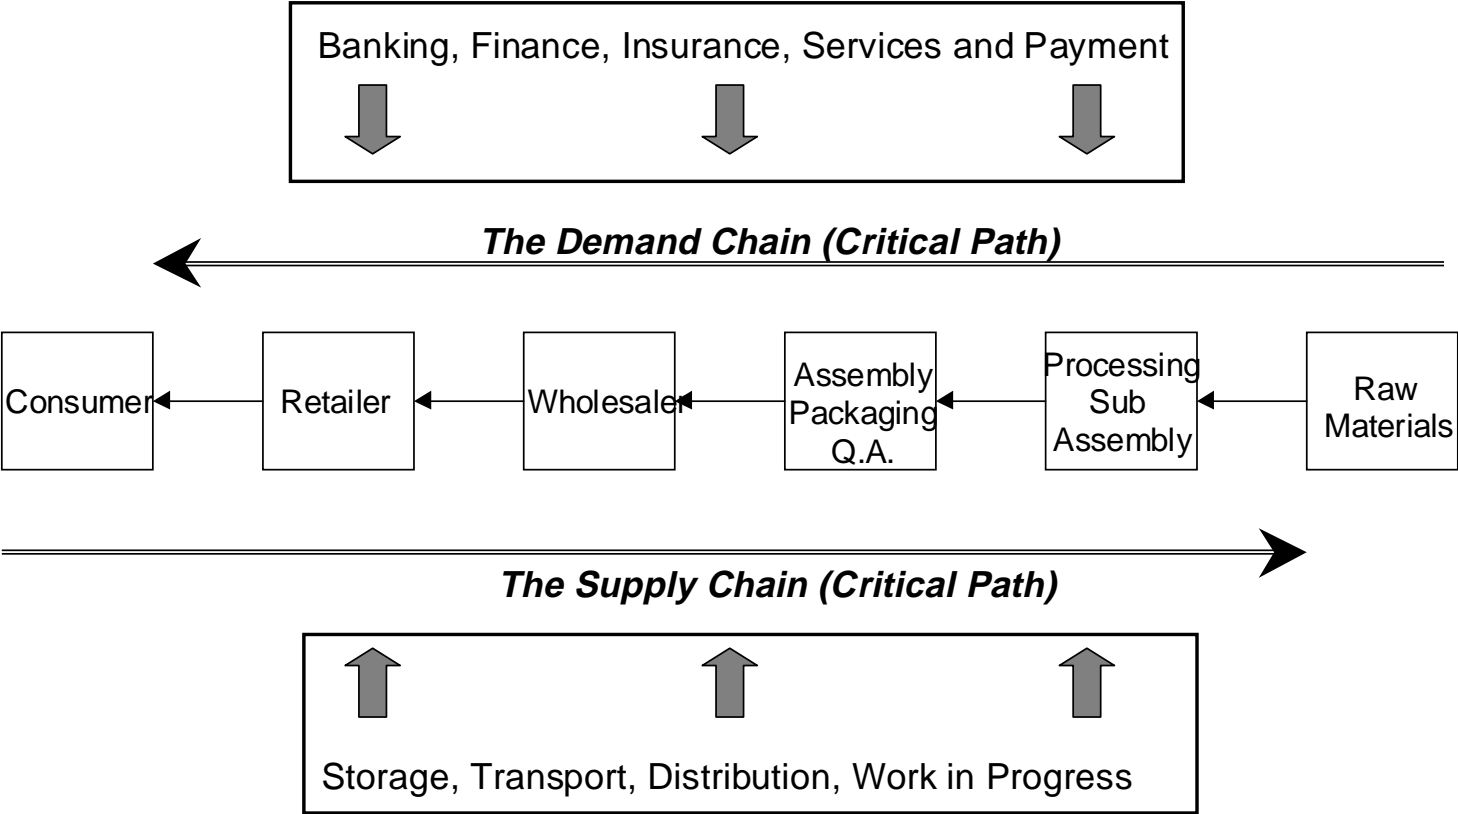 Banking, Finance, Insurance, Services and Payment
The Demand Chain (Critical Path)
Consumer
Retailer
Wholesaler
Assembly
Packaging
Q.A.
Processing
Sub
Assembly
Raw
Materials
The Supply Chain (Critical Path)
Storage, Transport, Distribution, Work in Progress